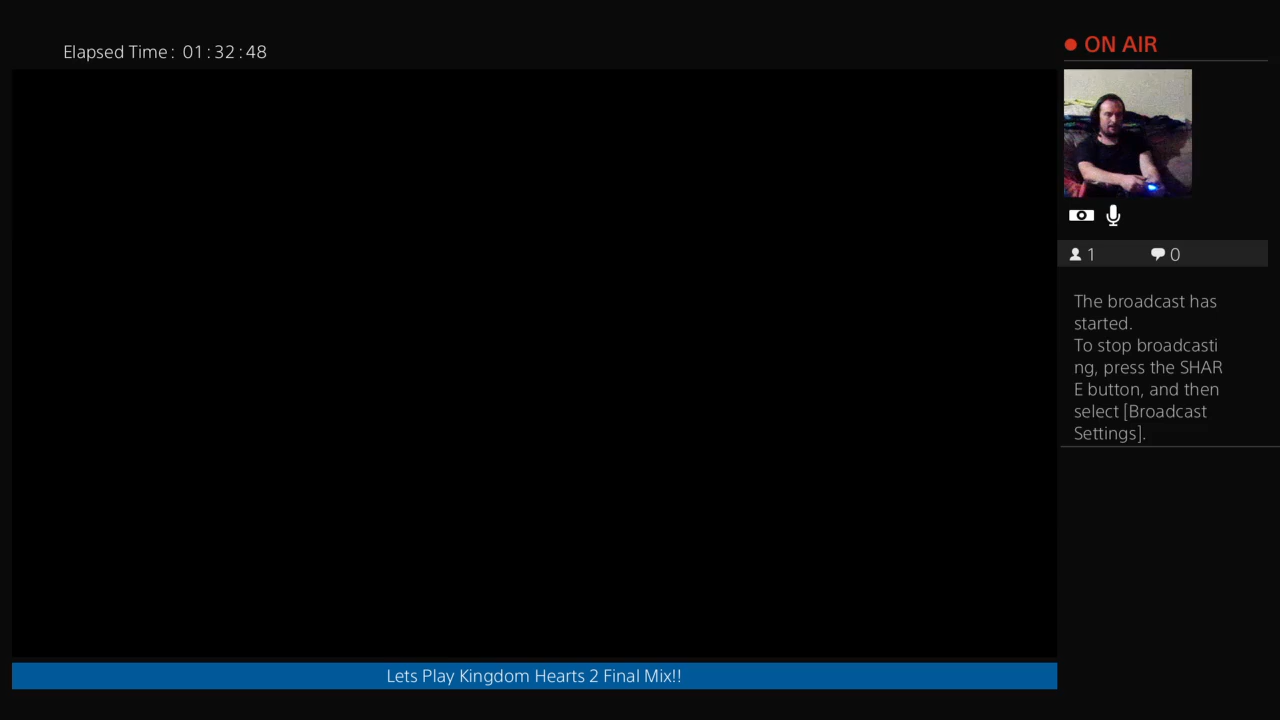 Elapsed Time: 01:32:48
ON AIR
1 0
The broadcast has
started.
To stop broadcasti
ng, press the SHAR
E button, and then
select [Broadcast
Settings].
Lets Play Kingdom Hearts 2 Final Mix!!